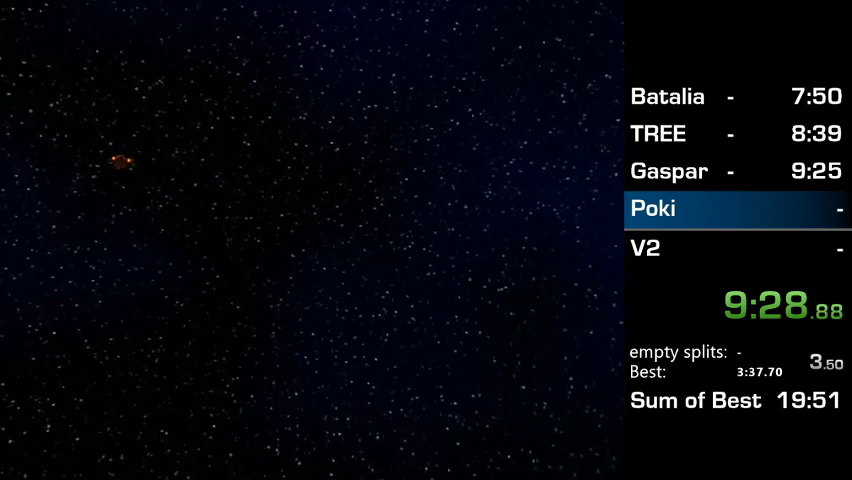 Batalia - 7:50
TREE - 8:39
Gaspar - 9:25
Poki -
V2 -
9:28.88
empty splits: - 3.50
Best: 3:37.70
Sum of Best 19:51